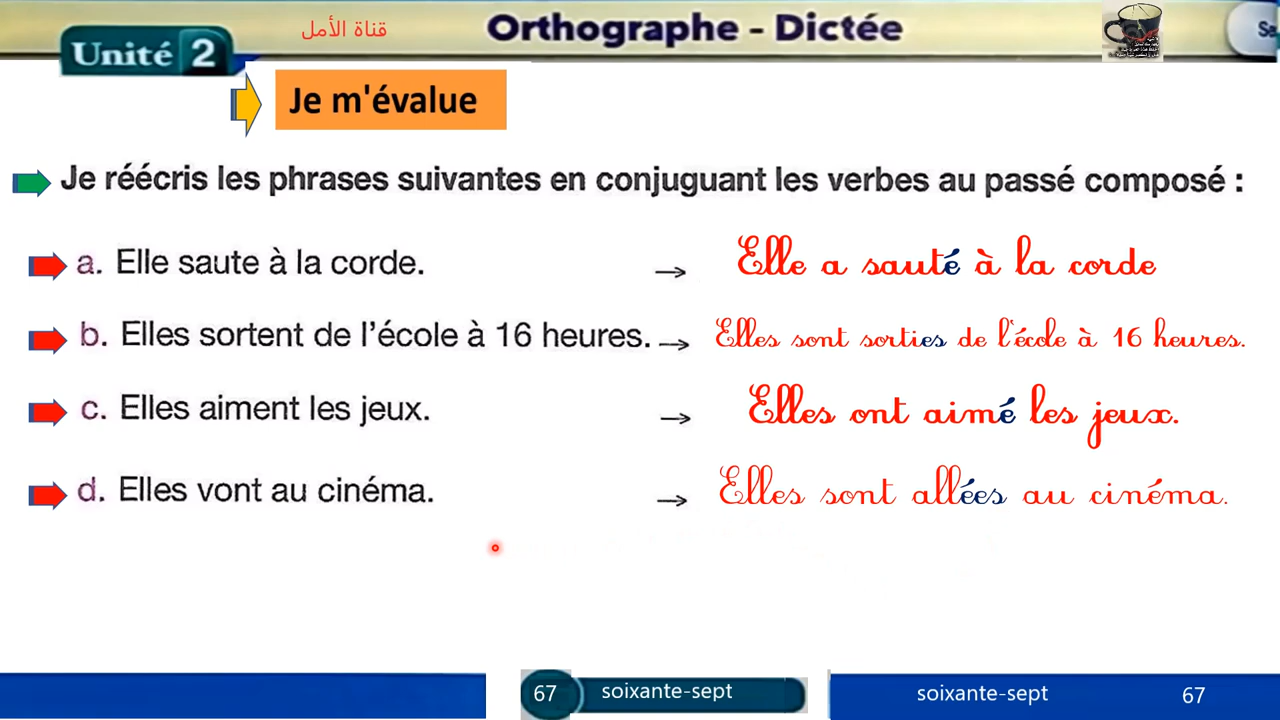 قناة الأمل
Orthographe - Dictée
Se
Unité 2
Je m'évalue
Je réécris les phrases suivantes en conjuguant les verbes au passé composé :
a. Elle saute à la corde. → Elle a sauté à la corde
b. Elles sortent de l'école à 16 heures. → Elles sont sorties de l'école à 16 heures.
c. Elles aiment les jeux. → Elles ont aimé les jeux.
d. Elles vont au cinéma. → Elles sont allées au cinéma.
67 soixante-sept soixante-sept 67